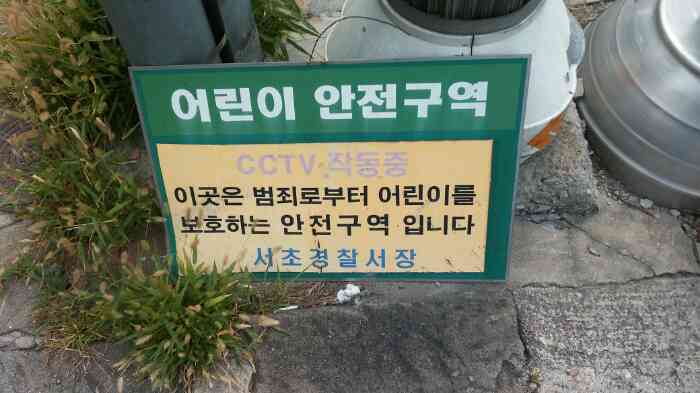 어린이 안전구역
CCTV 작동중
이곳은 범죄로부터 어린이를
보호하는 안전구역 입니다
서초경찰서장